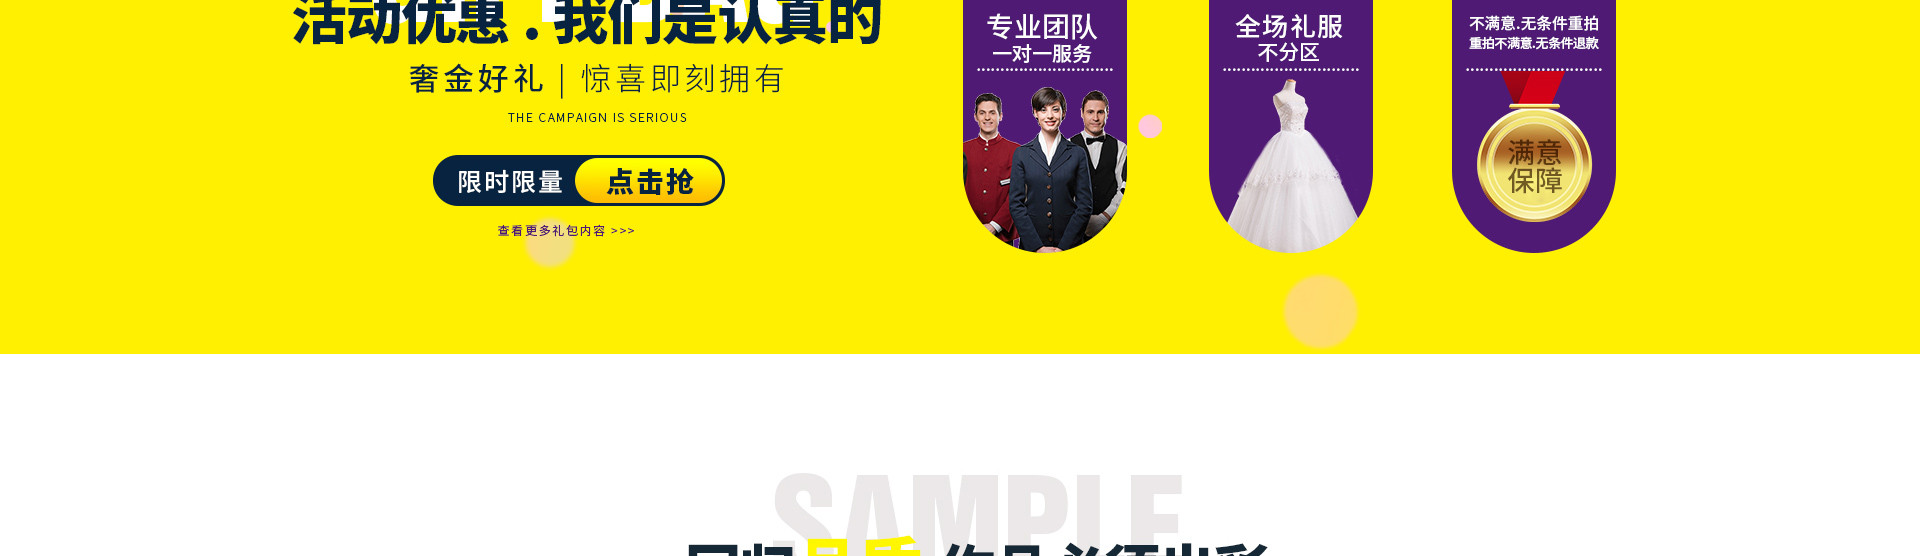 活动优惠.我们是认真的
奢金好礼 | 惊喜即刻拥有
THE CAMPAIGN IS SERIOUS
限时限量 点击抢
查看更多礼包内容 >>>
专业团队
一对一服务
全场礼服
不分区
不满意.无条件重拍
重拍不满意.无条件退款
满意
保障
SAMPLE